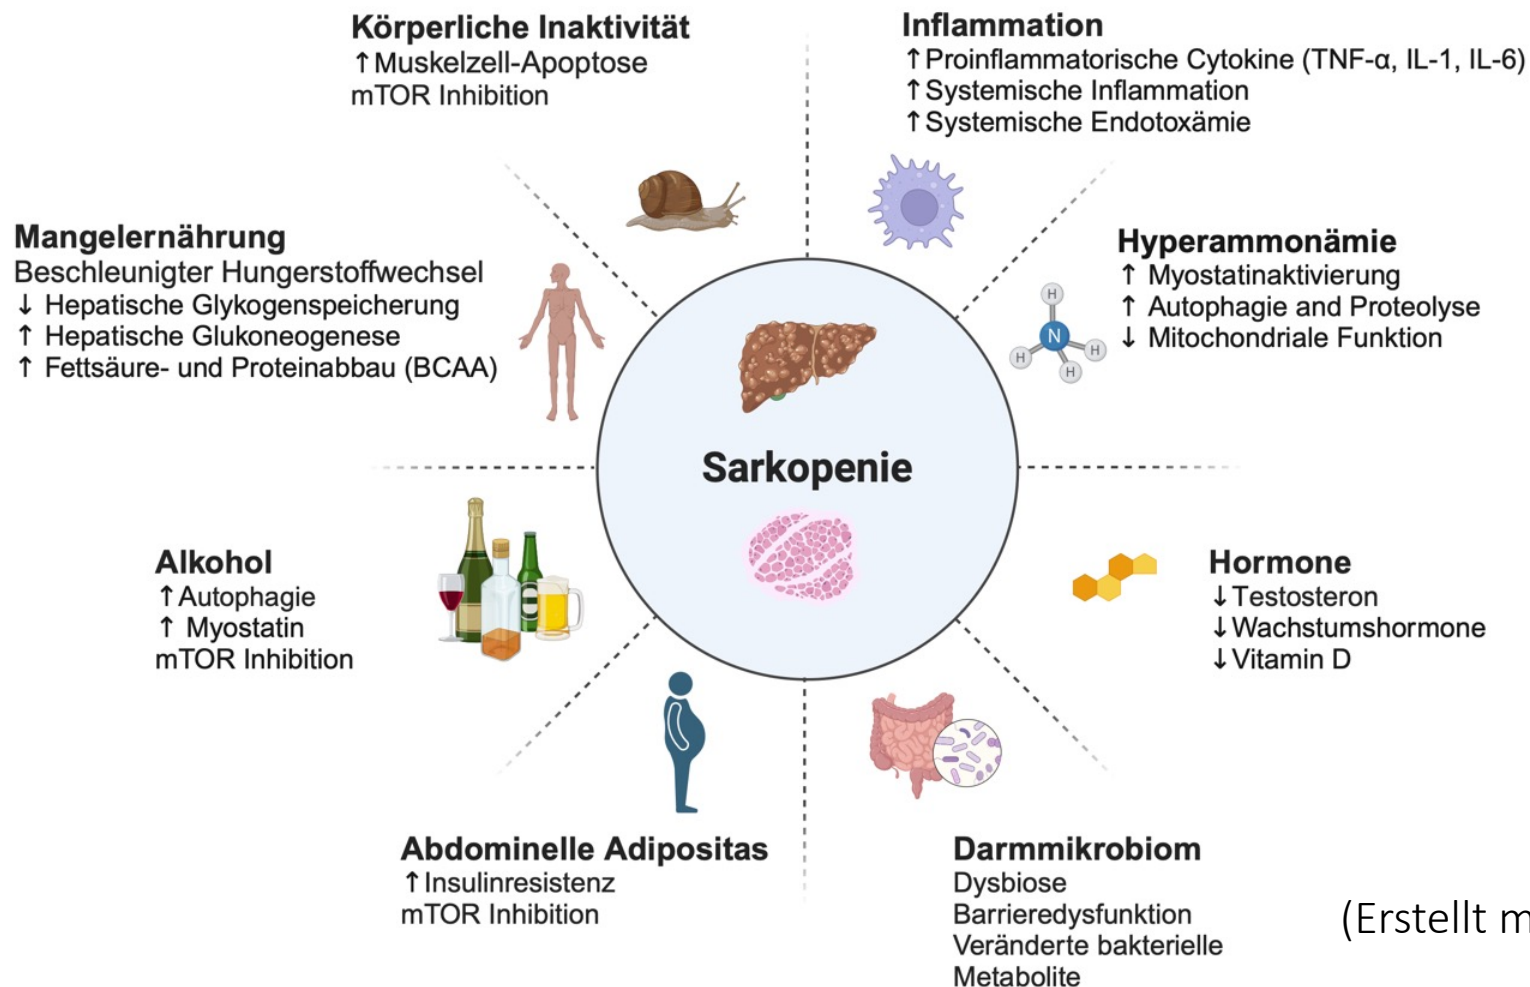 Körperliche Inaktivität
↑Muskelzell-Apoptose
mTOR Inhibition
Inflammation
↑Proinflammatorische Cytokine (TNF-α, IL-1, IL-6)
↑Systemische Inflammation
↑Systemische Endotoxämie
Mangelernährung
Beschleunigter Hungerstoffwechsel
↓ Hepatische Glykogenspeicherung
↑ Hepatische Glukoneogenese
↑ Fettsäure- und Proteinabbau (BCAA)
Hyperammonämie
↑ Myostatinaktivierung
↑ Autophagie and Proteolyse
↓ Mitochondriale Funktion
H
N
H
H
H
Sarkopenie
Alkohol
↑Autophagie
↑ Myostatin
mTOR Inhibition
Hormone
↓Testosteron
↓Wachstumshormone
↓Vitamin D
Abdominelle Adipositas
↑Insulinresistenz
mTOR Inhibition
Darmmikrobiom
Dysbiose
Barrieredysfunktion
Veränderte bakterielle
Metabolite
(Erstellt m